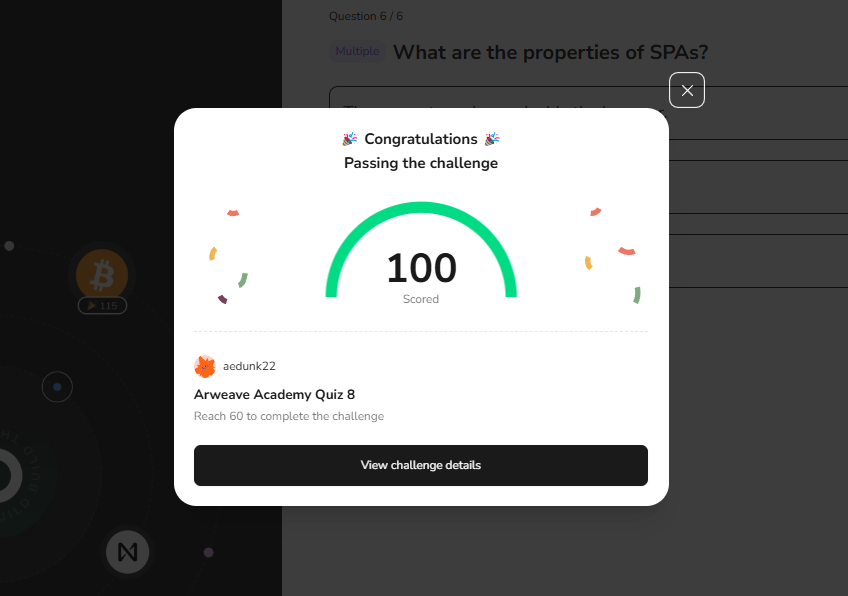 Question 6 / 6
Multiple What are the properties of SPAs?
🎉 Congratulations 🎉
Passing the challenge
115
100
Scored
aedunk22
Arweave Academy Quiz 8
Reach 60 to complete the challenge
View challenge details